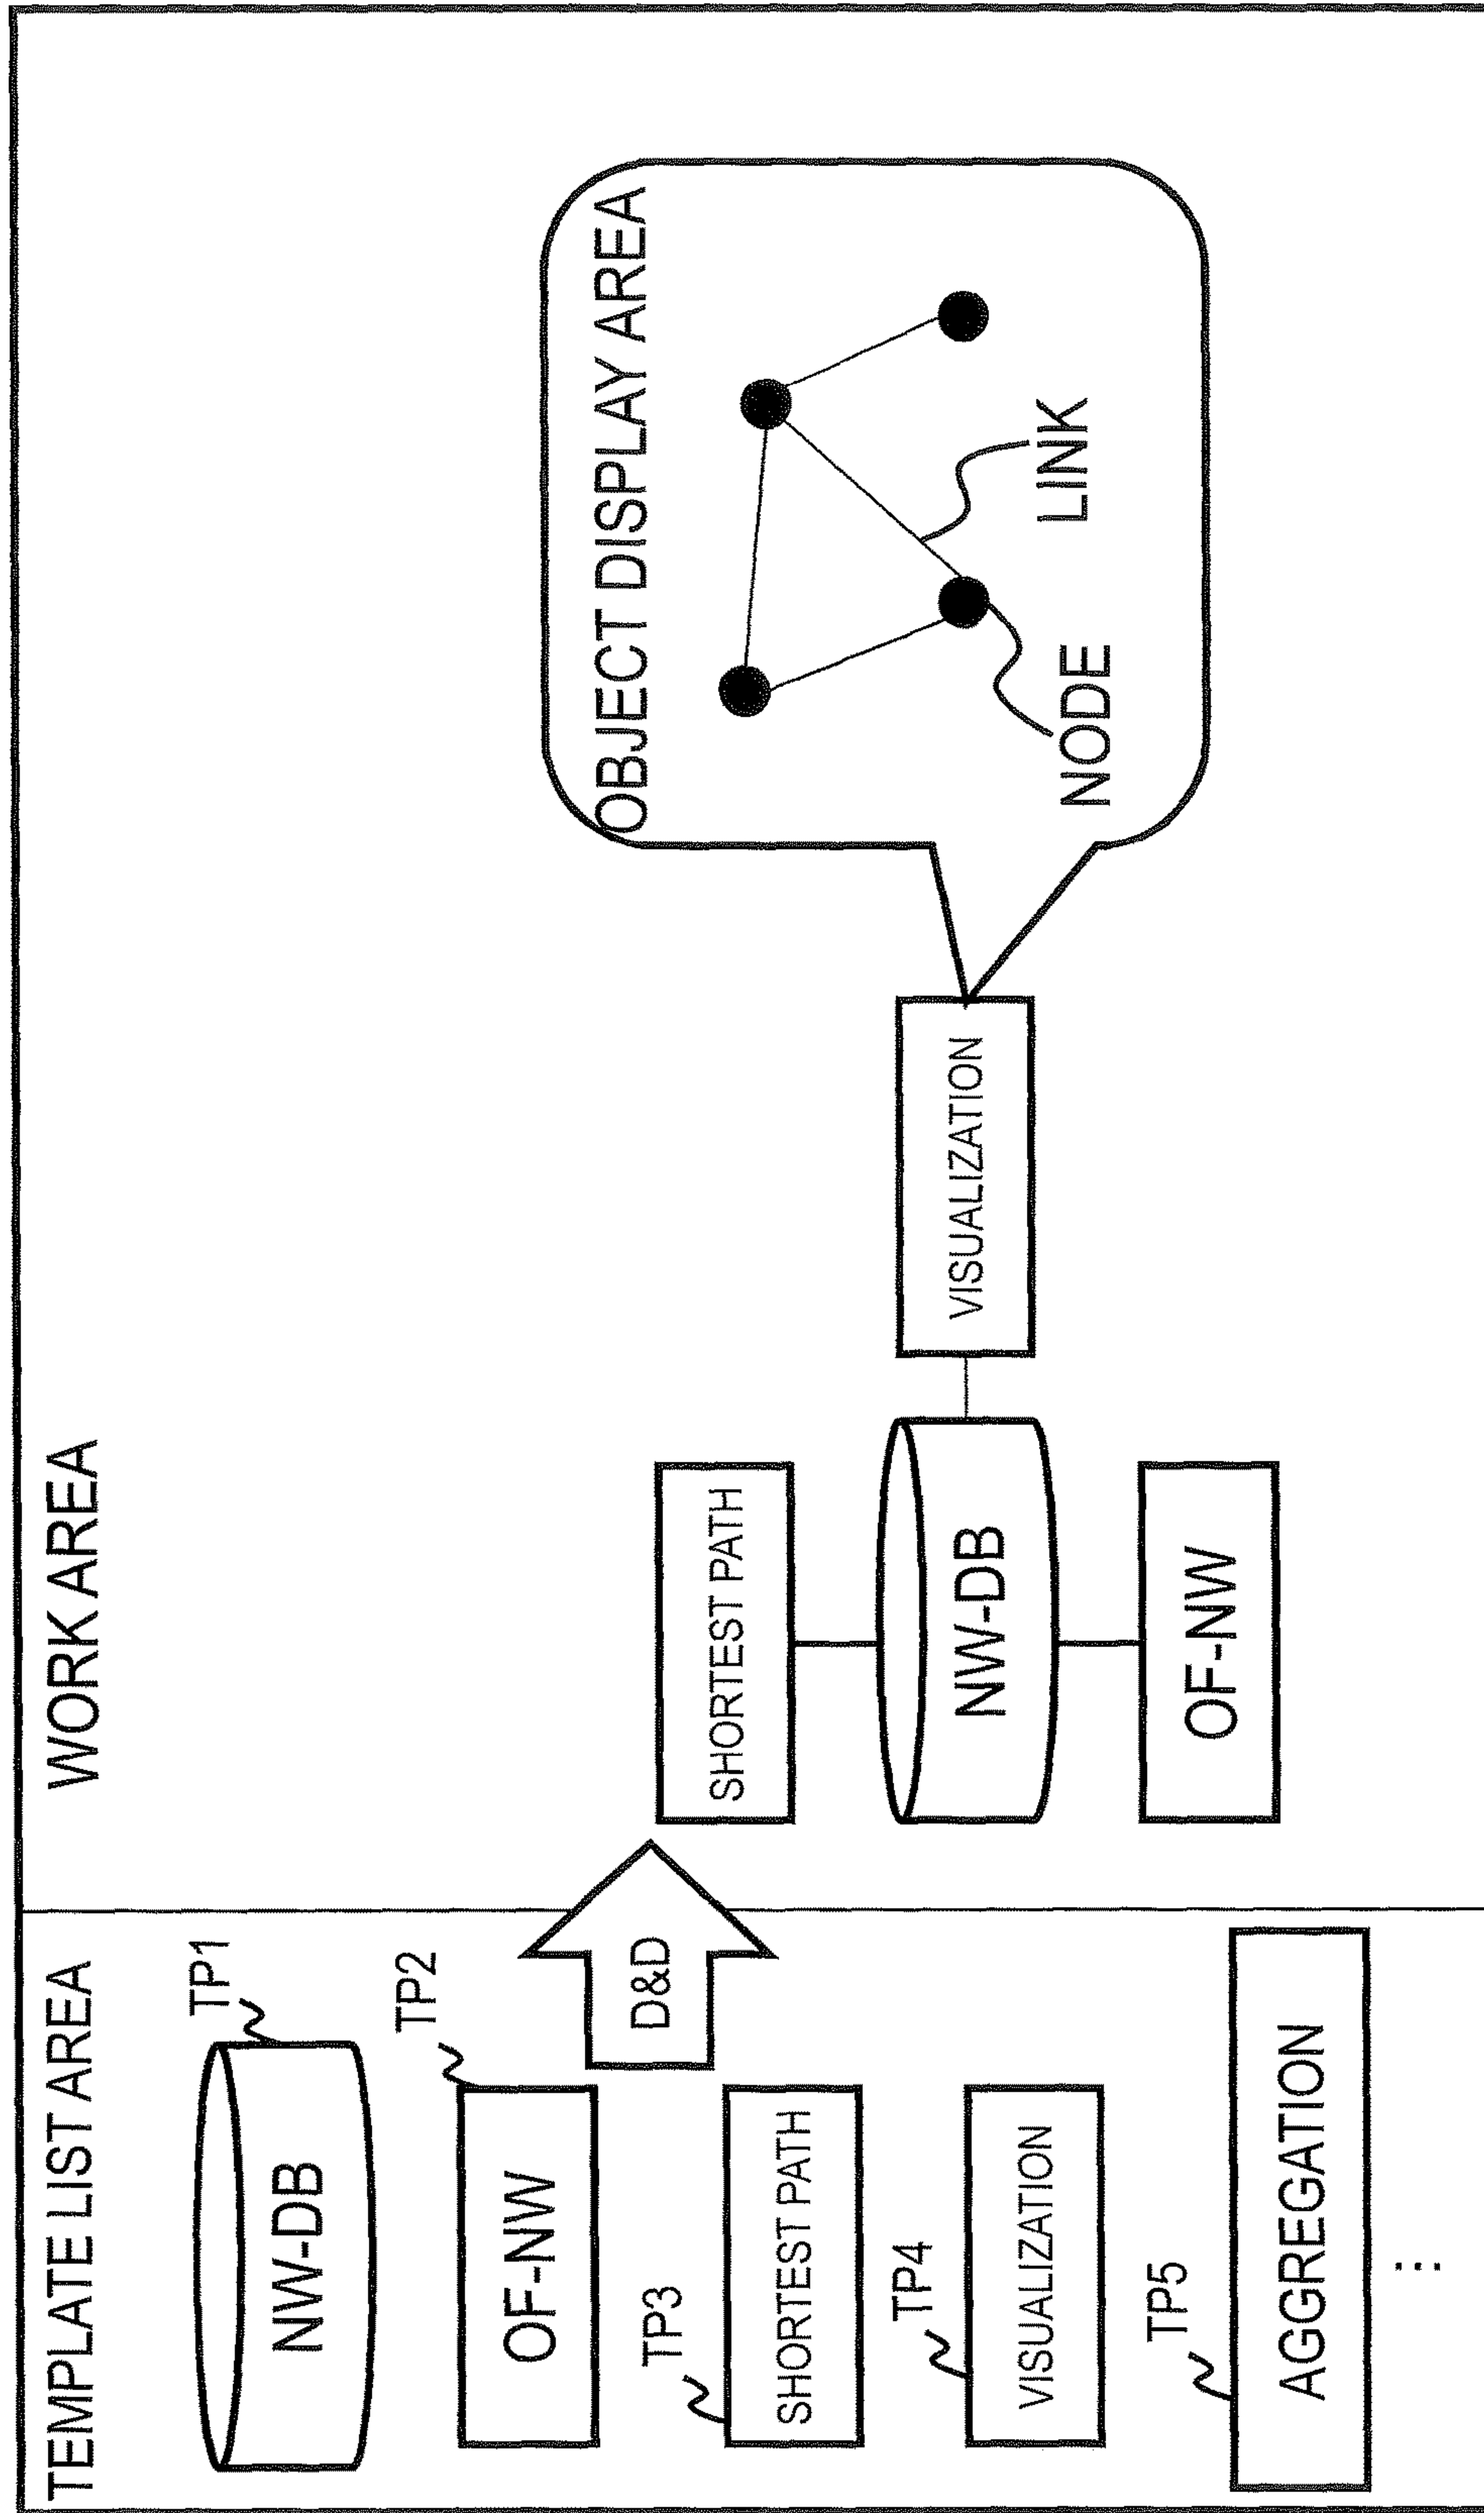 TEMPLATE LIST AREA
TP1
NW-DB
TP2
OF-NW
TP3
SHORTEST PATH
TP4
VISUALIZATION
TP5
AGGREGATION
...
D&D
WORK AREA
SHORTEST PATH
NW-DB
OF-NW
VISUALIZATION
OBJECT DISPLAY AREA
NODE
LINK